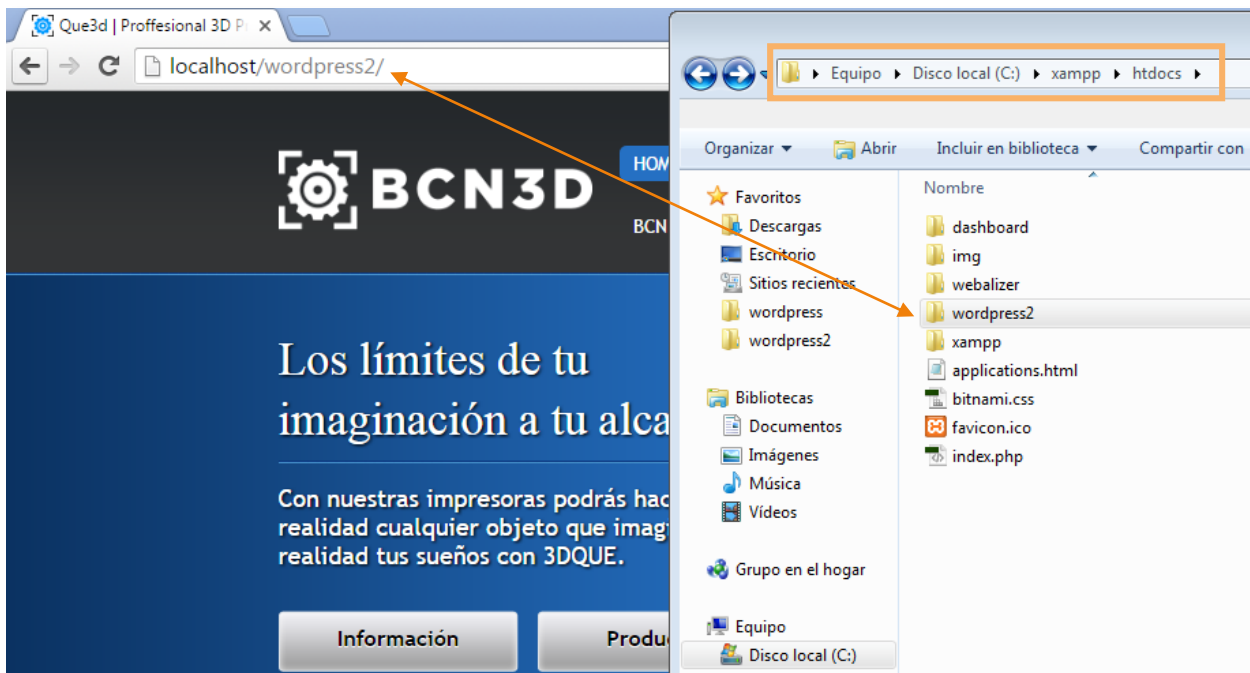 Que3d | Proffesional 3D P
localhost/wordpress2/
BCN3D
HOM
BCN
Los límites de tu
imaginación a tu alca
Con nuestras impresoras podrás hac
realidad cualquier objeto que imag
realidad tus sueños con 3DQUE.
Información
Produ
Equipo
Disco local (C:)
xampp
htdocs
Organizar
Abrir
Incluir en biblioteca
Compartir con
Favoritos
Descargas
Escritorio
Sitios recientes
wordpress
wordpress2
Bibliotecas
Documentos
Imágenes
Música
Vídeos
Grupo en el hogar
Equipo
Disco local (C:)
Nombre
dashboard
img
webalizer
wordpress2
xampp
applications.html
bitnami.css
favicon.ico
index.php